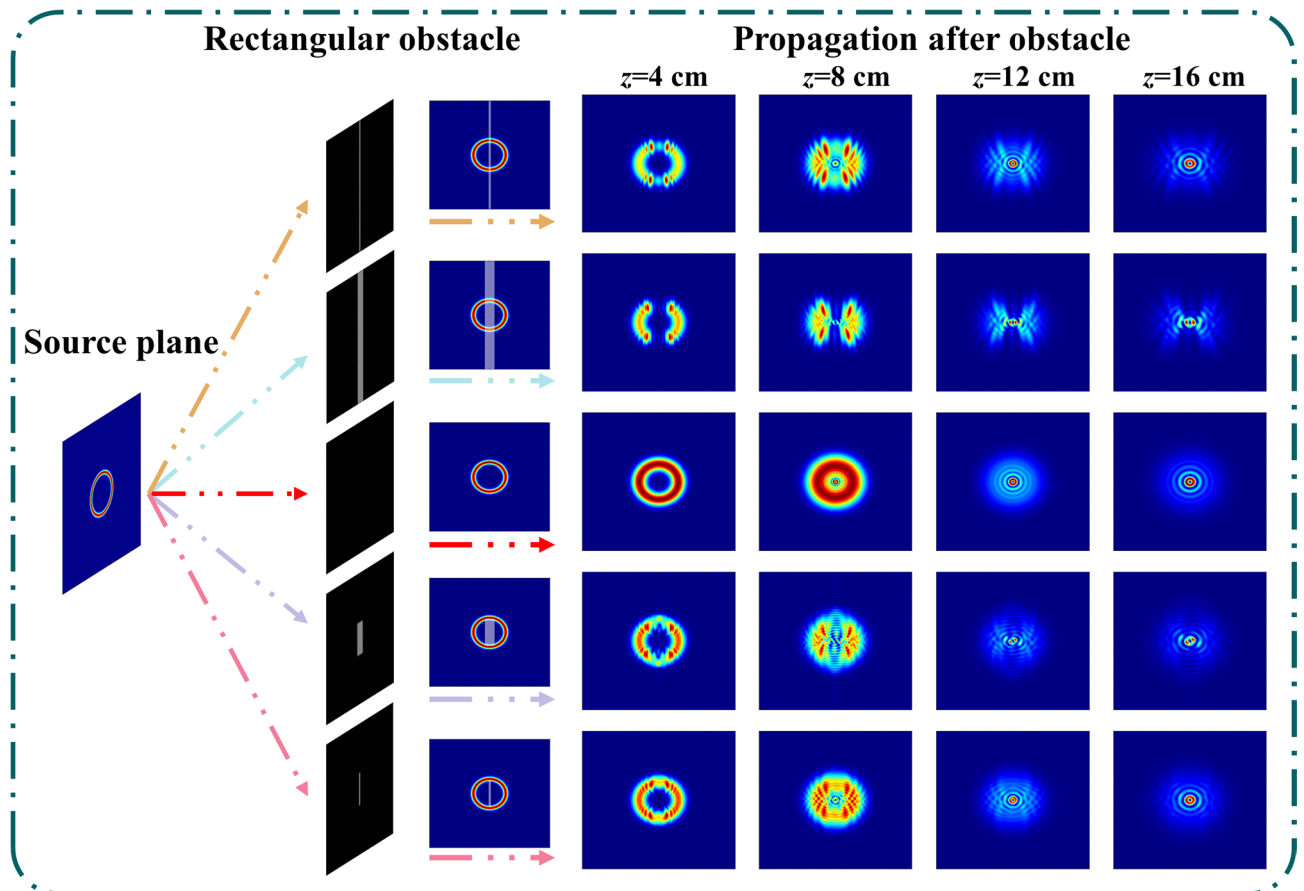 Rectangular obstacle
Propagation after obstacle
z=4 cm
z=8 cm
z=12 cm
z=16 cm
Source plane